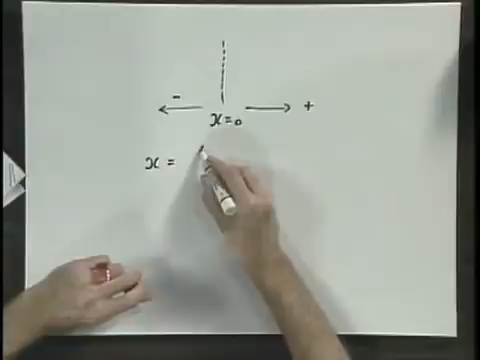 - +
x = 0
x =